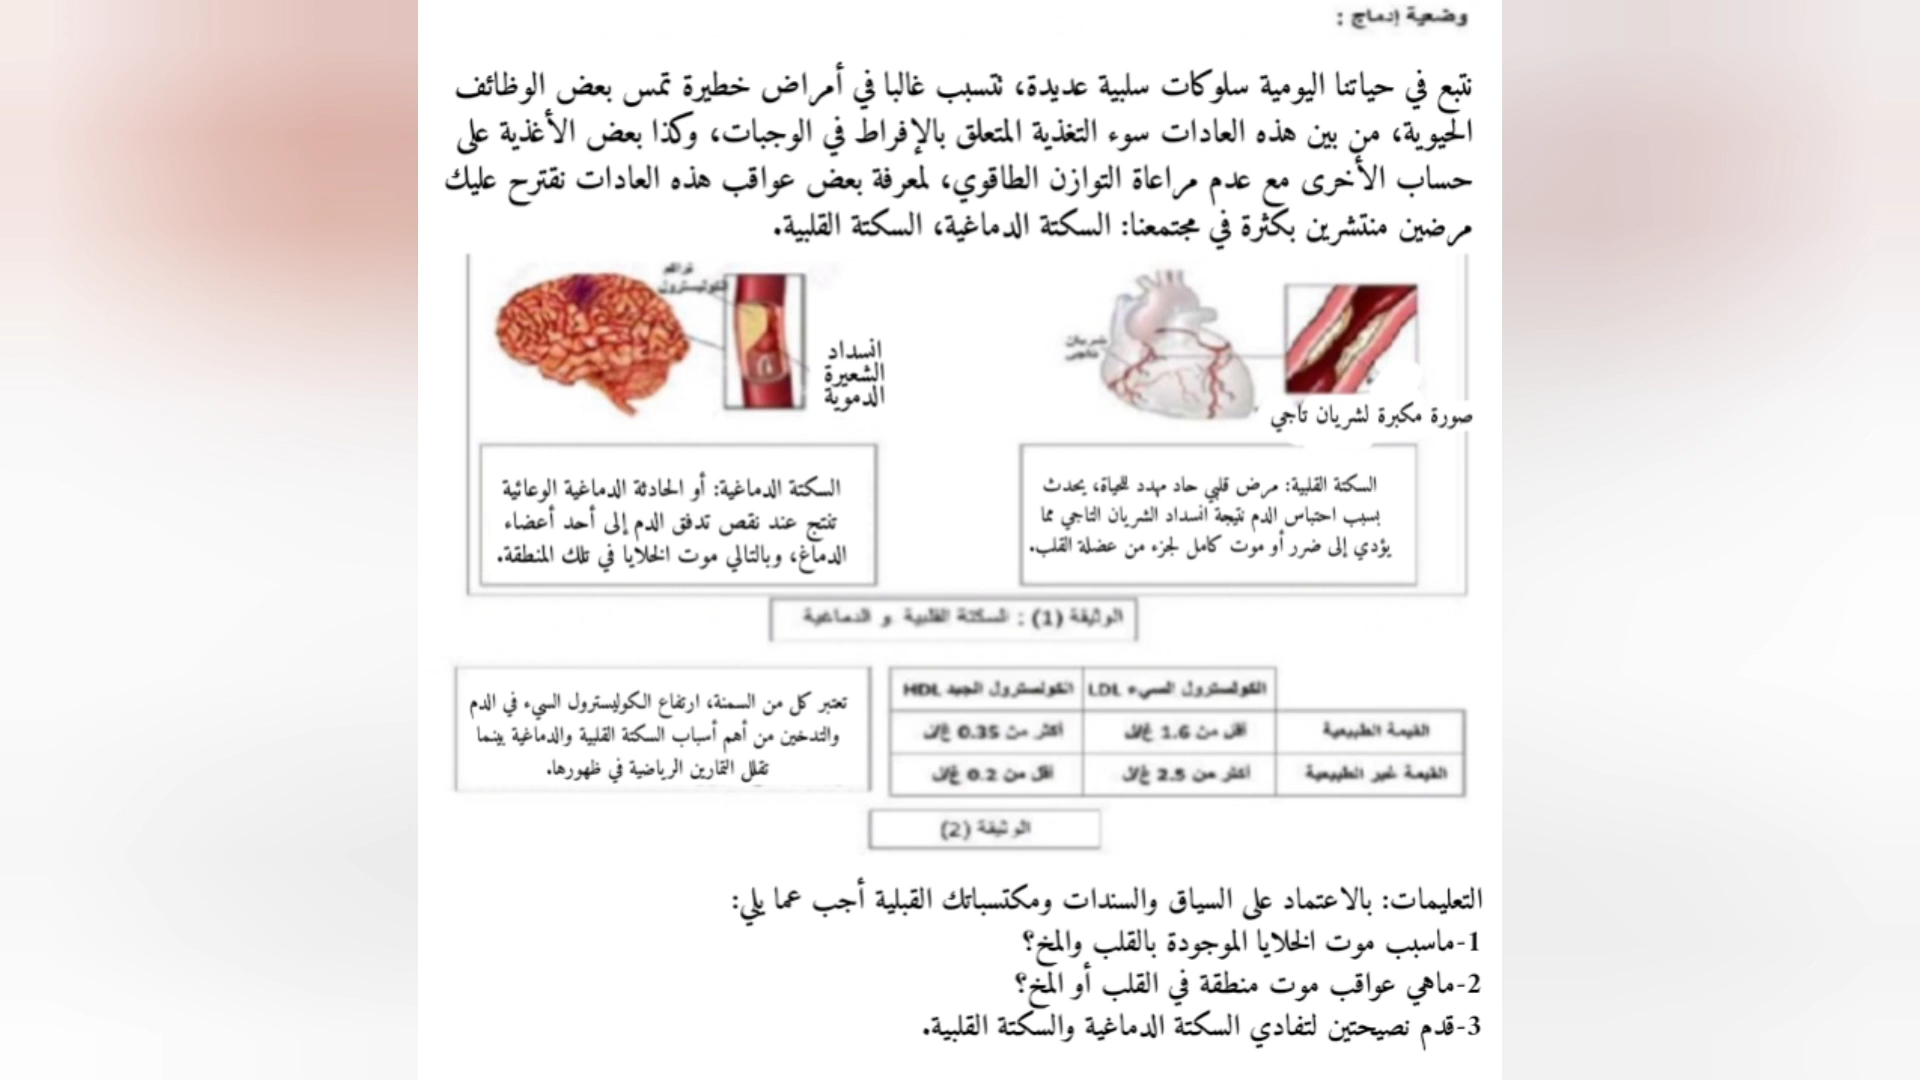 وضعية إدماج :
نتبع في حياتنا اليومية سلوكات سلبية عديدة، تتسبب غالبا في أمراض خطيرة تمس بعض الوظائف
الحيوية، من بين هذه العادات سوء التغذية المتعلق بالإفراط في الوجبات، وكذا بعض الأغذية على
حساب الأخرى مع عدم مراعاة التوازن الطاقوي، لمعرفة بعض عواقب هذه العادات نقترح عليك
مرضين منتشرين بكثرة في مجتمعنا: السكتة الدماغية، السكتة القلبية.
شريان
تاجي
صورة مكبرة لشريان تاجي
تراكم
الكوليسترول
انسداد
الشعيرة
الدموية
السكتة القلبية: مرض قلبي حاد مهدد للحياة، يحدث
بسبب احتباس الدم نتيجة انسداد الشريان التاجي مما
يؤدي إلى ضرر أو موت كامل لجزء من عضلة القلب.
السكتة الدماغية: أو الحادثة الدماغية الوعائية
تنتج عند نقص تدفق الدم إلى أحد أعضاء
الدماغ، وبالتالي موت الخلايا في تلك المنطقة.
الوثيقة (1) : السكتة القلبية و الدماغية
الكولسترول السيء LDL الكولسترول الجيد HDL
القيمة الطبيعية أقل من 1.6 غ/ل أكثر من 0.35 غ/ل
القيمة غير الطبيعية أكثر من 2.5 غ/ل أقل من 0.2 غ/ل
تعتبر كل من السمنة، ارتفاع الكوليسترول السيء في الدم
والتدخين من أهم أسباب السكتة القلبية والدماغية بينما
تقلل التمارين الرياضية في ظهورها.
الوثيقة (2)
التعليمات: بالاعتماد على السياق والسندات ومكتسباتك القبلية أجب عما يلي:
1-ماسبب موت الخلايا الموجودة بالقلب والمخ؟
2-ماهي عواقب موت منطقة في القلب أو المخ؟
3-قدم نصيحتين لتفادي السكتة الدماغية والسكتة القلبية.